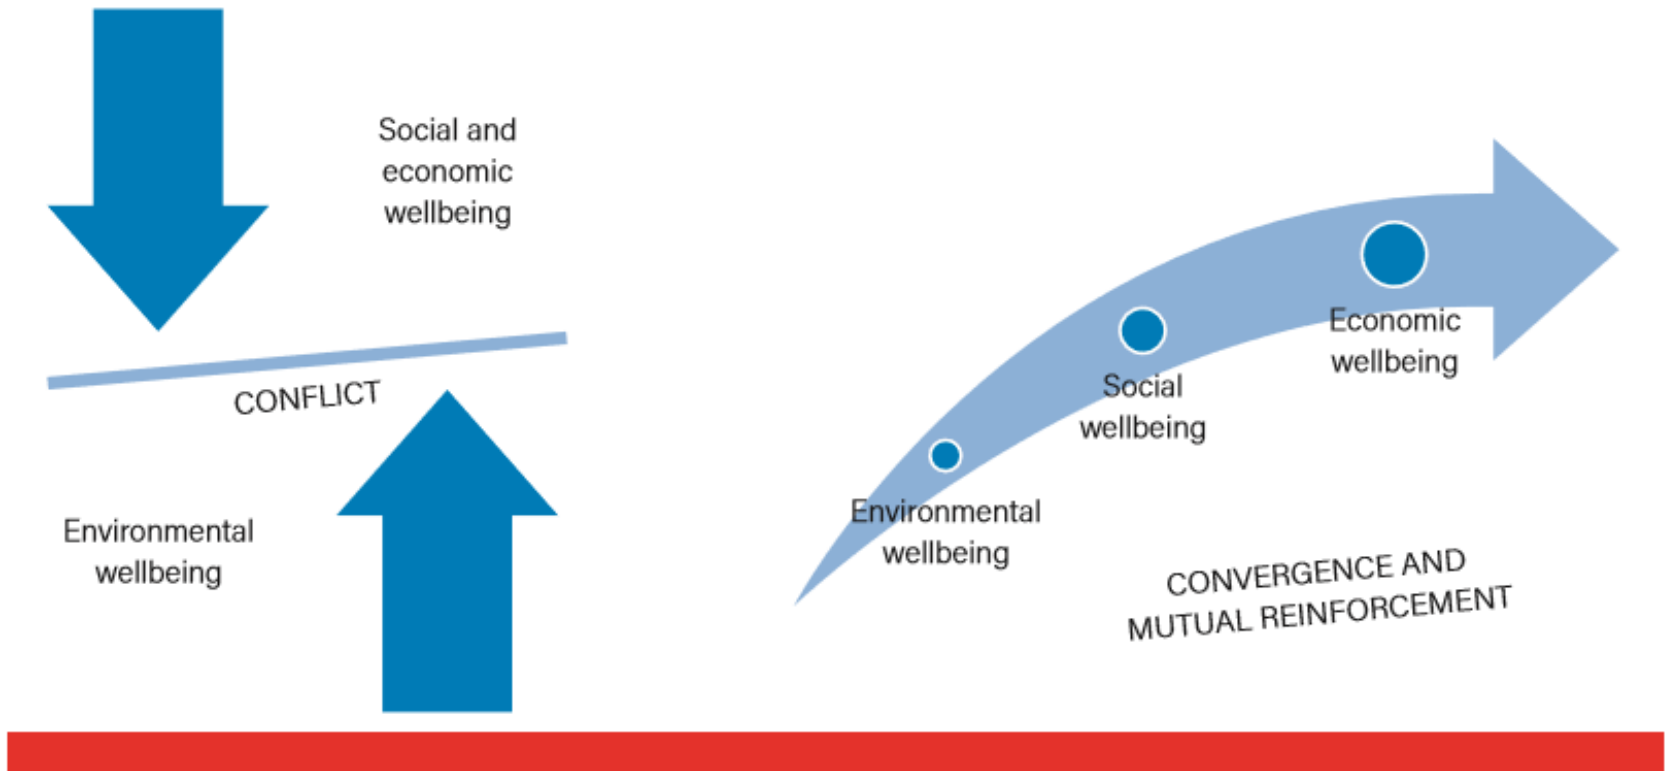 Social and
economic
wellbeing
CONFLICT
Environmental
wellbeing
Economic
wellbeing
Social
wellbeing
Environmental
wellbeing
CONVERGENCE AND
MUTUAL REINFORCEMENT